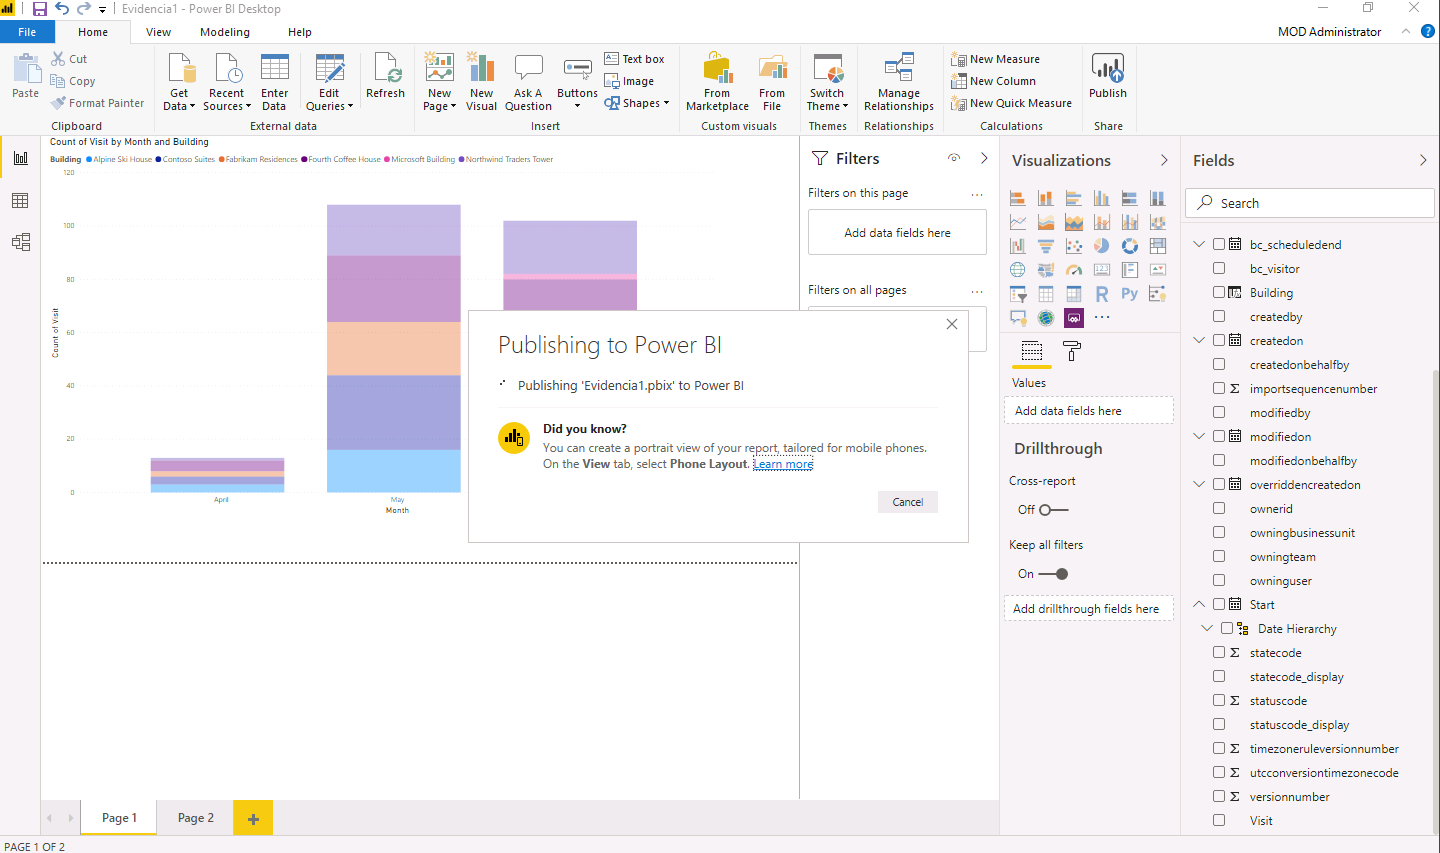 Evidencia1 - Power BI Desktop
File
Home
View
Modeling
Help
MOD Administrator
?
Paste
Cut
Copy
Format Painter
Clipboard
Get Data
Recent Sources
Enter Data
Edit Queries
Refresh
External data
New Page
New Visual
Ask A Question
Buttons
Text box
Image
Shapes
Insert
From Marketplace
From File
Custom visuals
Switch Theme
Themes
Manage Relationships
Relationships
New Measure
New Column
New Quick Measure
Calculations
Publish
Share
Count of Visit by Month and Building
Building Alpine Ski House Contoso Suites Fabrikam Residences Fourth Coffee House Microsoft Building Northwind Traders Tower
120
100
80
60
40
20
0
Count of Visit
April
May
Month
Publishing to Power BI
Publishing 'Evidencia1.pbix' to Power BI
Did you know?
You can create a portrait view of your report, tailored for mobile phones.
On the View tab, select Phone Layout. Learn more
Cancel
Filters
Filters on this page
...
Add data fields here
Filters on all pages
...
Visualizations
123
R
Py
...
Values
Add data fields here
Drillthrough
Cross-report
Off
Keep all filters
On
Add drillthrough fields here
Fields
Search
bc_scheduledend
bc_visitor
Building
createdby
createdon
createdonbehalfby
Σ importsequencenumber
modifiedby
modifiedon
modifiedonbehalfby
overriddencreatedon
ownerid
owningbusinessunit
owningteam
owninguser
Start
Date Hierarchy
Σ statecode
statecode_display
Σ statuscode
statuscode_display
Σ timezoneruleversionnumber
Σ utcconversiontimezonecode
Σ versionnumber
Visit
Page 1
Page 2
+
PAGE 1 OF 2